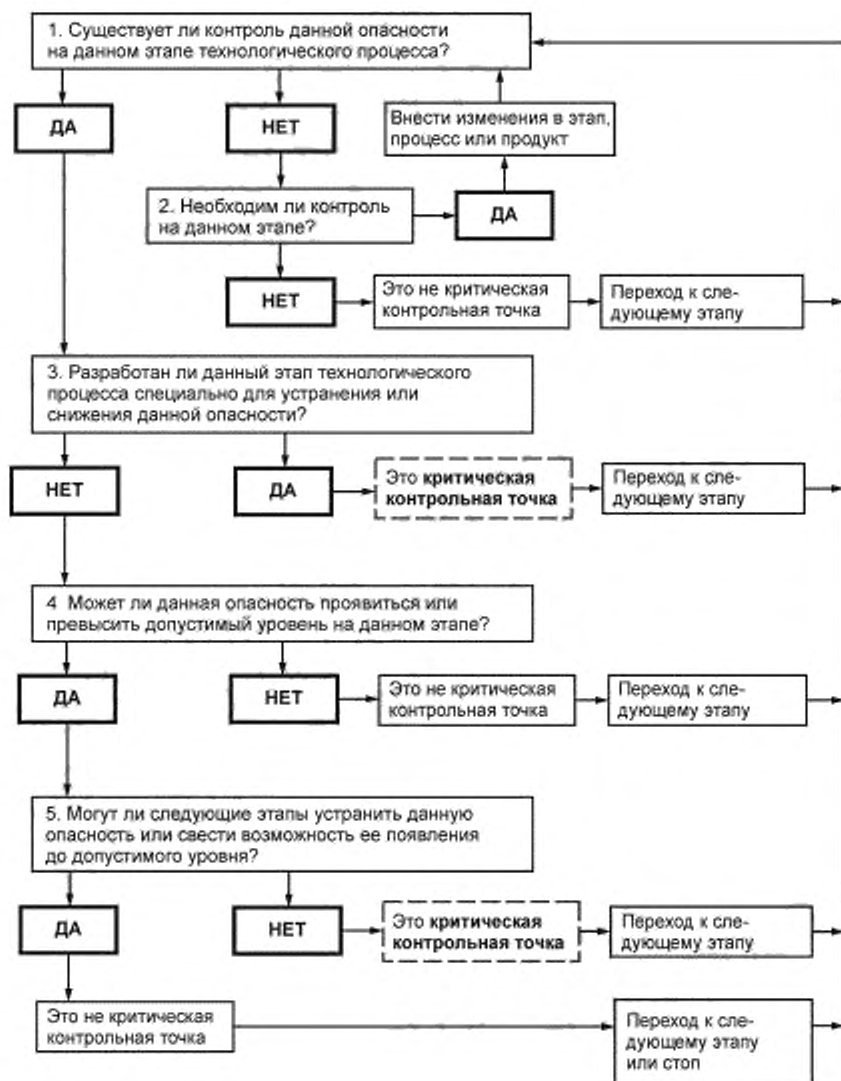 1. Существует ли контроль данной опасности
на данном этапе технологического процесса?
ДА
НЕТ
Внести изменения в этап,
процесс или продукт
2. Необходим ли контроль
на данном этапе?
ДА
НЕТ
Это не критическая
контрольная точка
Переход к сле-
дующему этапу
3. Разработан ли данный этап технологического
процесса специально для устранения или
снижения данной опасности?
НЕТ
ДА
Это критическая
контрольная точка
Переход к сле-
дующему этапу
4 Может ли данная опасность проявиться или
превысить допустимый уровень на данном этапе?
ДА
НЕТ
Это не критическая
контрольная точка
Переход к сле-
дующему этапу
5. Могут ли следующие этапы устранить данную
опасность или свести возможность ее появления
до допустимого уровня?
ДА
НЕТ
Это критическая
контрольная точка
Переход к сле-
дующему этапу
Это не критическая
контрольная точка
Переход к сле-
дующему этапу
или стоп